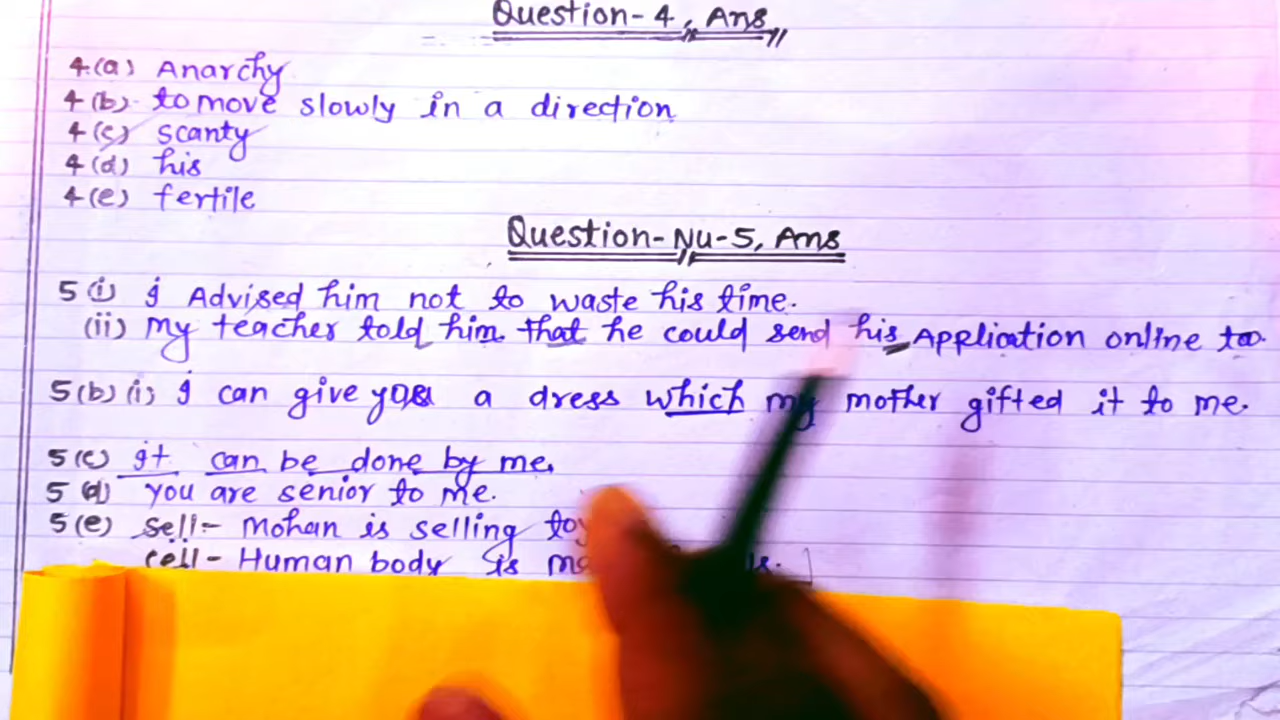 Question-4, Ans
4.(a) Anarchy
4(b). to move slowly in a direction
4(c) scanty
4(d) his
4(e) fertile
Question-Nu-5, Ans
5(i) I Advised him not to waste his time.
(ii) My teacher told him that he could send his Application online too.
5(b)(i) I can give you a dress which my mother gifted it to me.
5(c) It can be done by me.
5(d) you are senior to me.
5(e) sell:- Mohan is selling
cell- Human body is